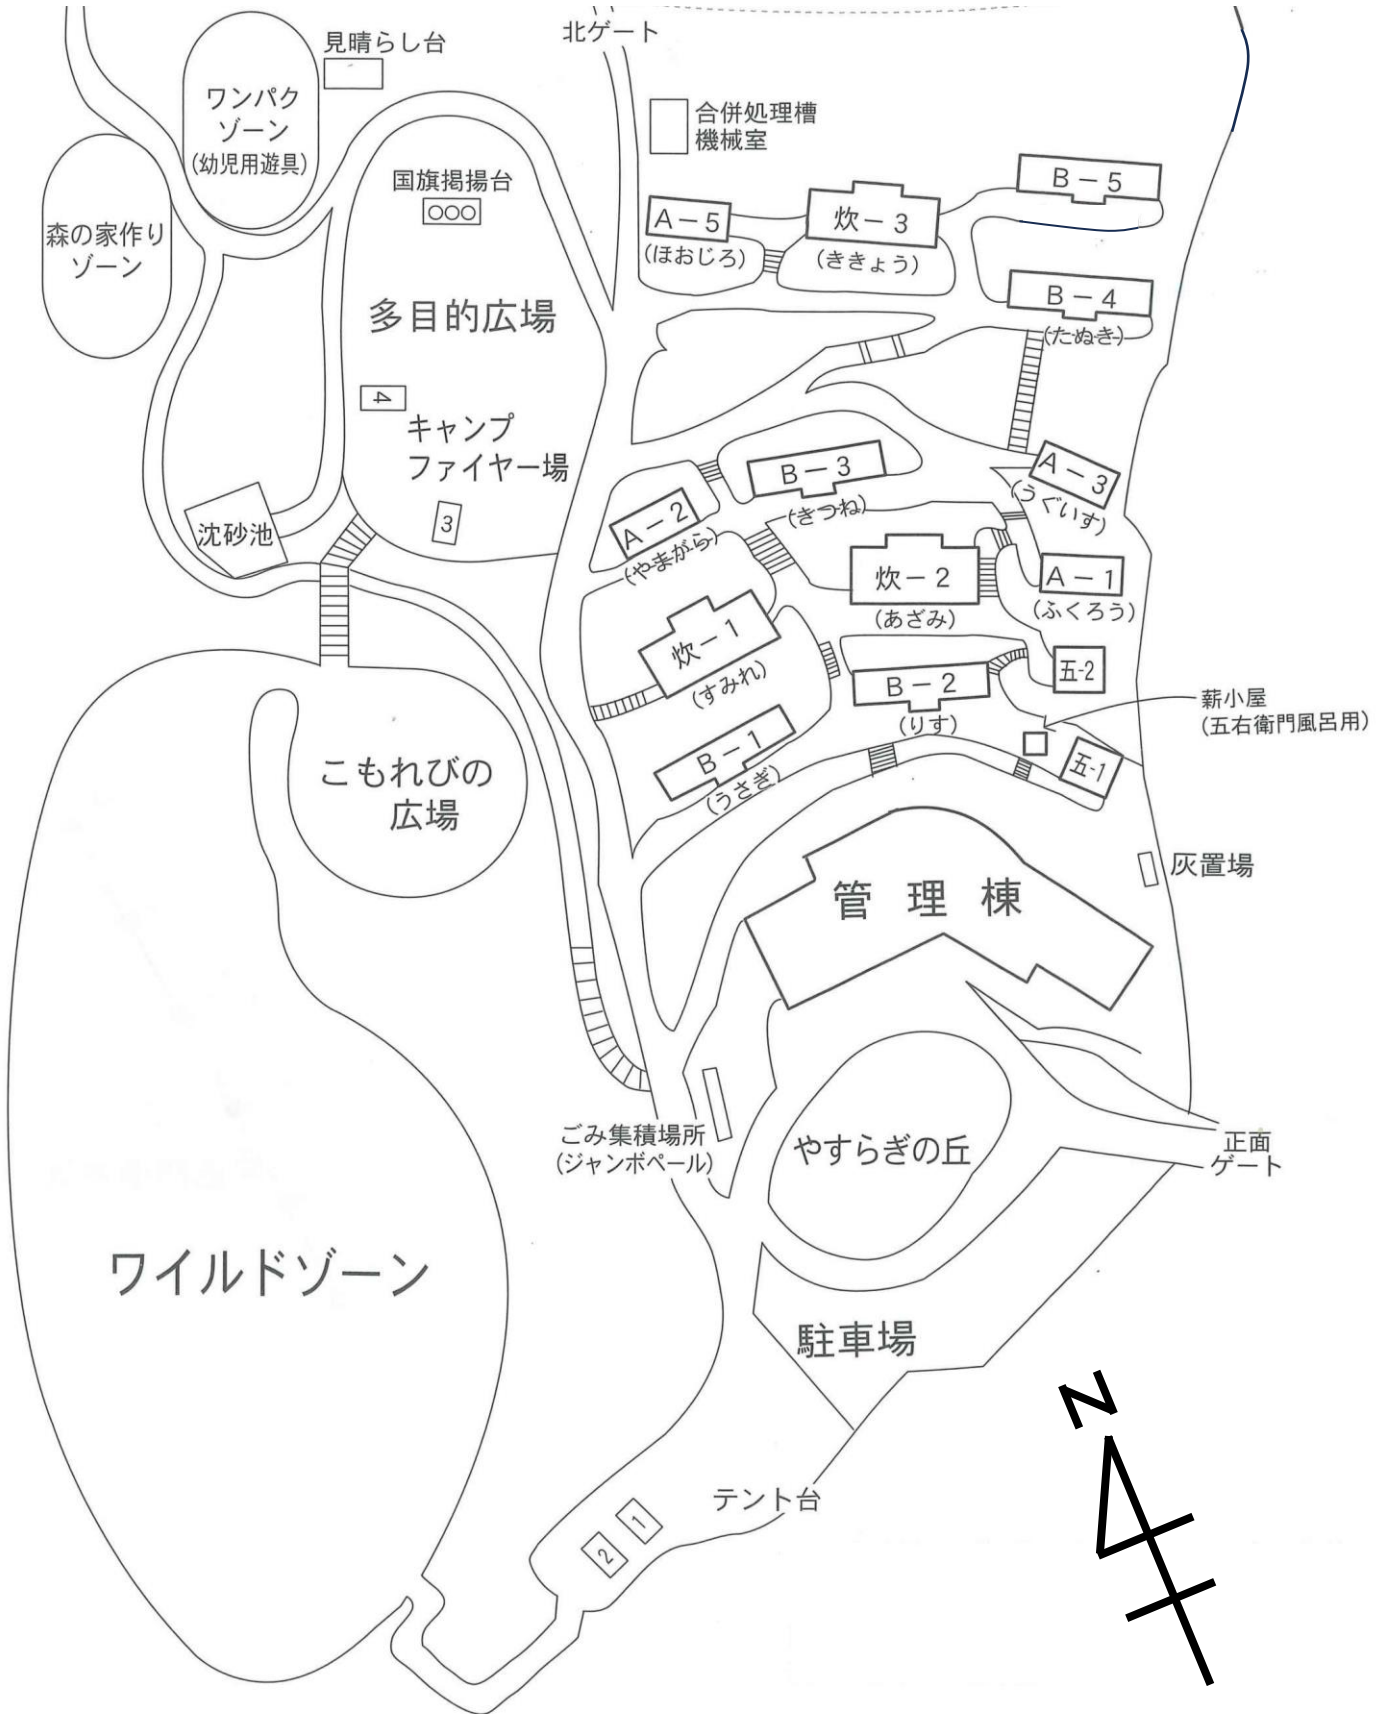 北ゲート
見晴らし台
ワンパク
ゾーン
(幼児用遊具)
合併処理槽
機械室
国旗掲揚台
森の家作り
ゾーン
A－5
(ほおじろ)
炊－3
(ききょう)
B－5
B－4
(たぬき)
多目的広場
4
キャンプ
ファイヤー場
3
沈砂池
B－3
(きつね)
A－3
(うぐいす)
A－2
(やまがら)
炊－2
(あざみ)
A－1
(ふくろう)
炊－1
(すみれ)
五-2
B－2
(りす)
薪小屋
(五右衛門風呂用)
B－1
(うさぎ)
五-1
こもれびの
広場
管理棟
灰置場
ごみ集積場所
(ジャンボペール)
やすらぎの丘
正面
ゲート
ワイルドゾーン
駐車場
テント台
1
2
N